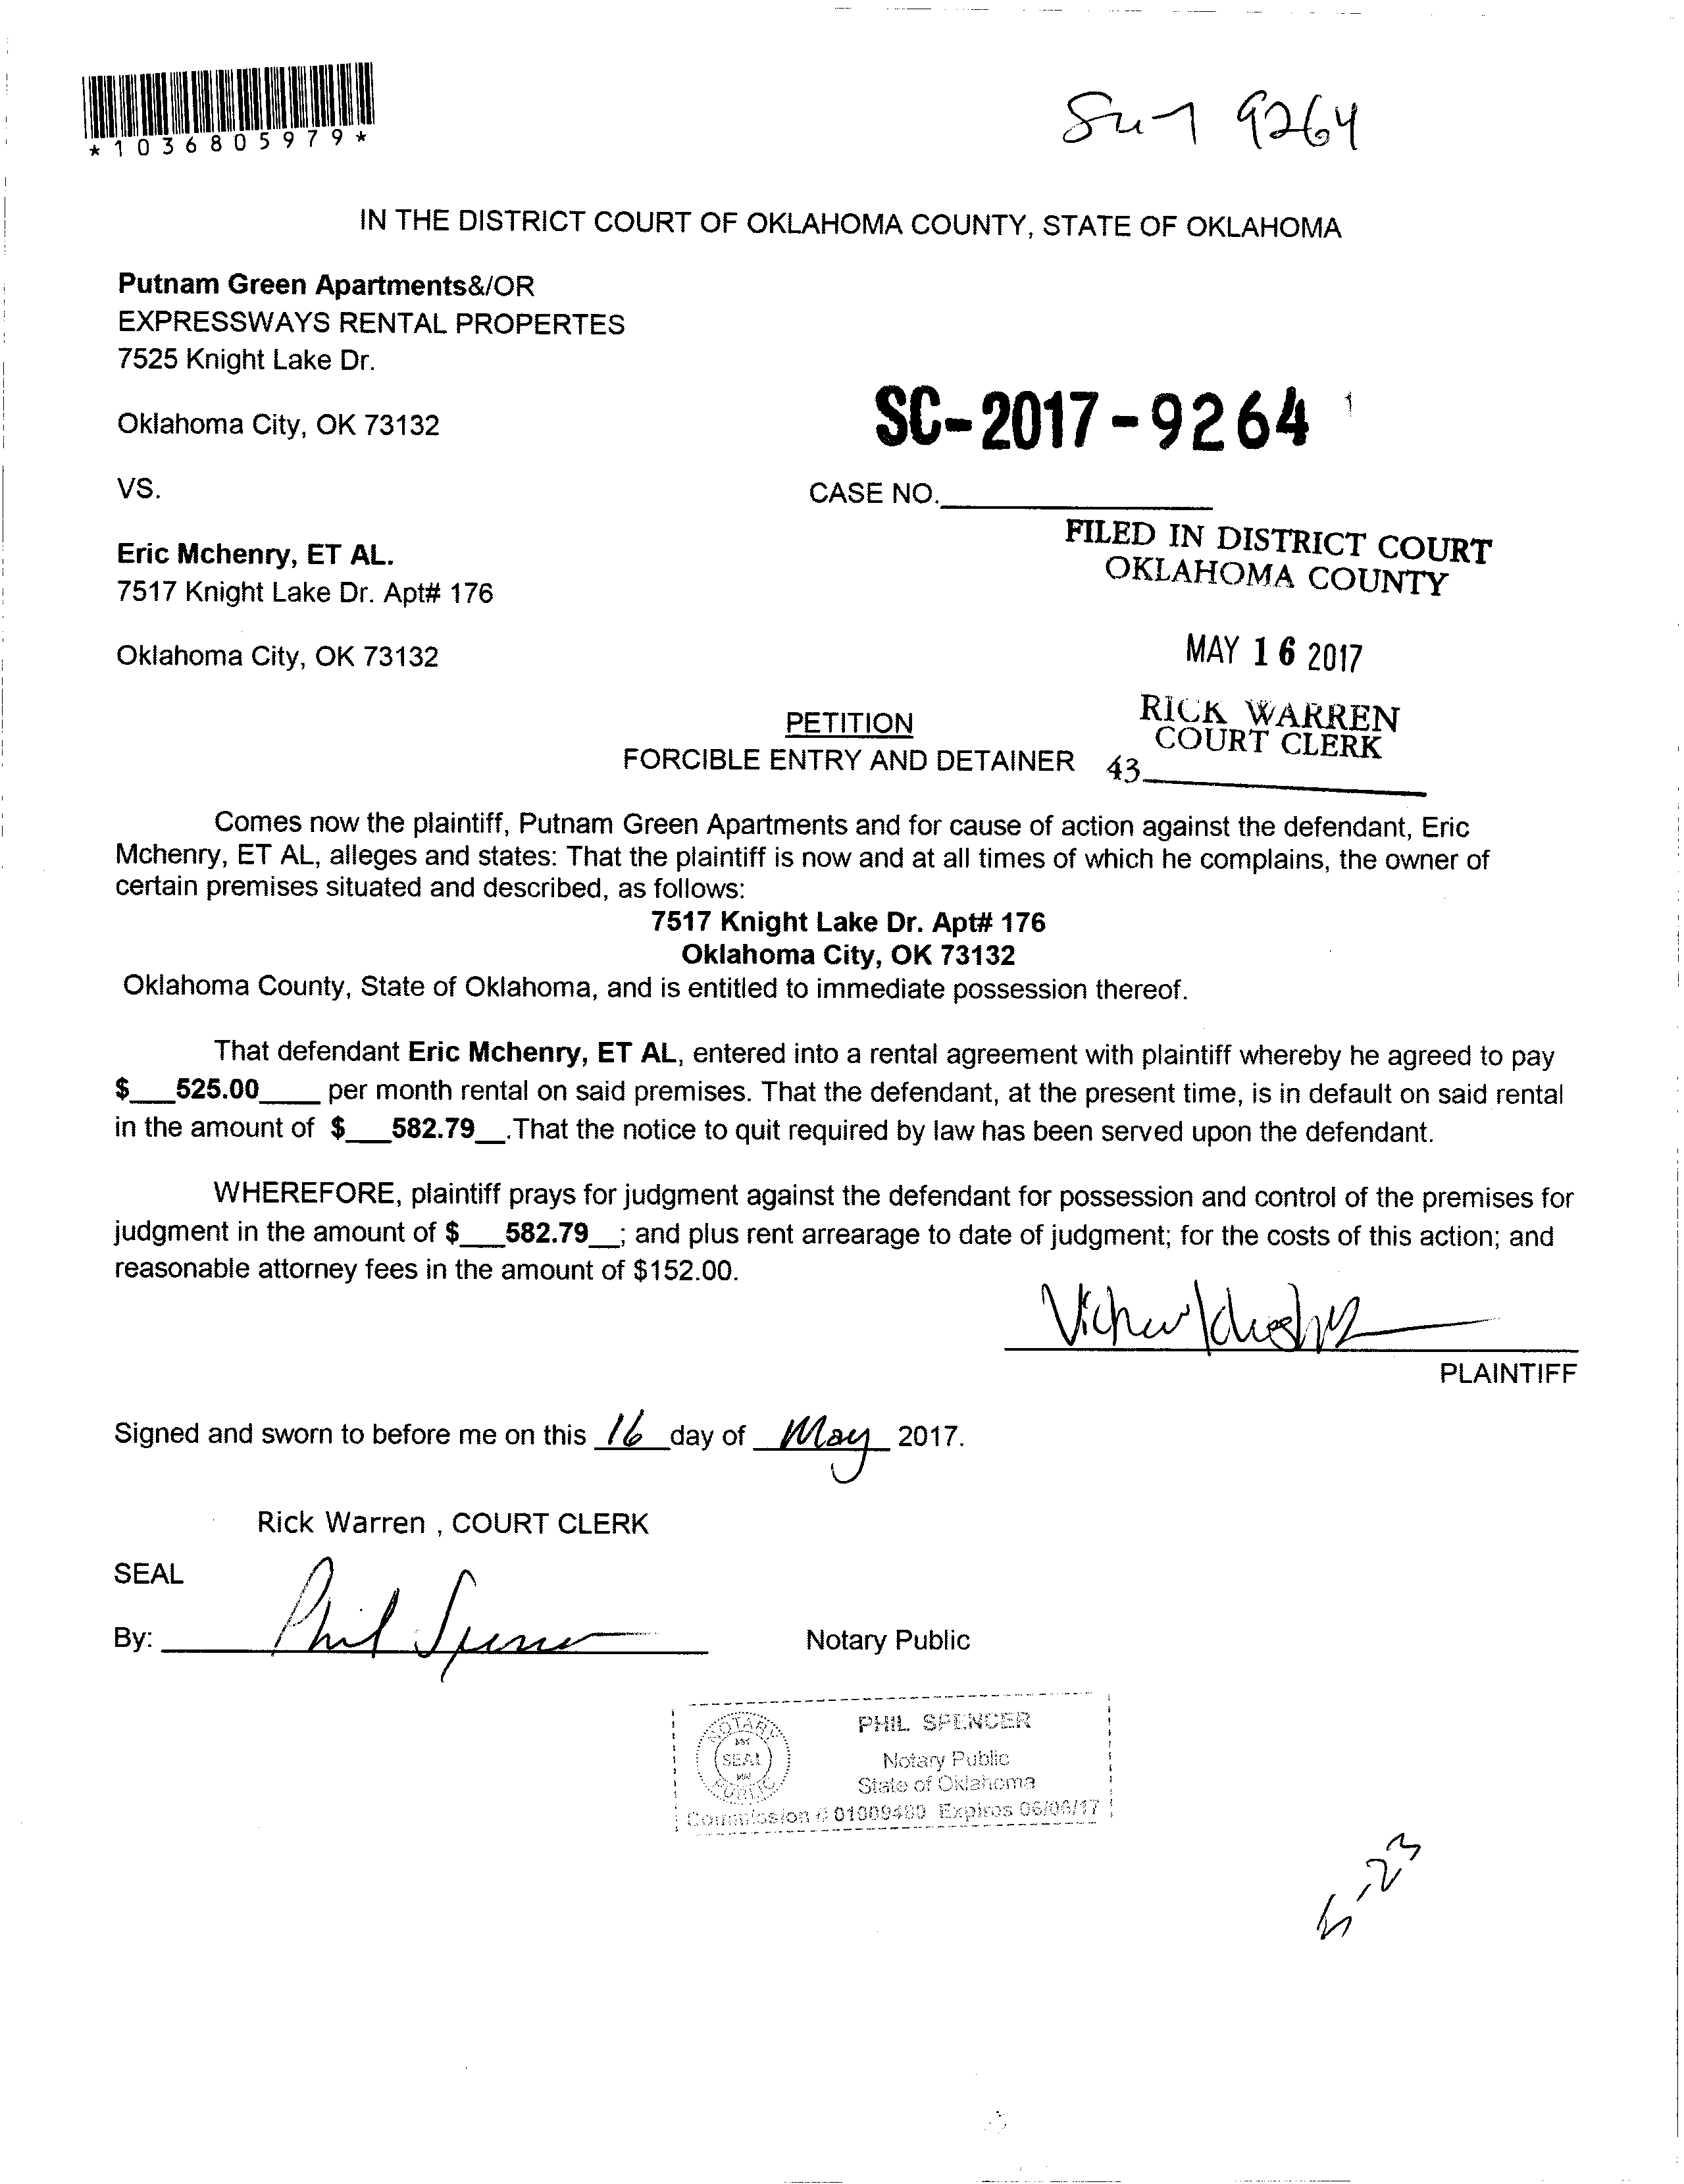 *1036805979*
9264
IN THE DISTRICT COURT OF OKLAHOMA COUNTY, STATE OF OKLAHOMA
Putnam Green Apartments&/OR
EXPRESSWAYS RENTAL PROPERTES
7525 Knight Lake Dr.
Oklahoma City, OK 73132
SC-2017-9264
VS.
CASE NO.
FILED IN DISTRICT COURT
OKLAHOMA COUNTY
Eric Mchenry, ET AL.
7517 Knight Lake Dr. Apt# 176
Oklahoma City, OK 73132
MAY 16 2017
RICK WARREN
COURT CLERK
43
PETITION
FORCIBLE ENTRY AND DETAINER
Comes now the plaintiff, Putnam Green Apartments and for cause of action against the defendant, Eric
Mchenry, ET AL, alleges and states: That the plaintiff is now and at all times of which he complains, the owner of
certain premises situated and described, as follows:
7517 Knight Lake Dr. Apt# 176
Oklahoma City, OK 73132
Oklahoma County, State of Oklahoma, and is entitled to immediate possession thereof.
That defendant Eric Mchenry, ET AL, entered into a rental agreement with plaintiff whereby he agreed to pay
$___525.00____ per month rental on said premises. That the defendant, at the present time, is in default on said rental
in the amount of $___582.79__.That the notice to quit required by law has been served upon the defendant.
WHEREFORE, plaintiff prays for judgment against the defendant for possession and control of the premises for
judgment in the amount of $___582.79__; and plus rent arrearage to date of judgment; for the costs of this action; and
reasonable attorney fees in the amount of $152.00.
PLAINTIFF
Signed and sworn to before me on this 16 day of May 2017.
Rick Warren , COURT CLERK
SEAL
By: Phil Spencer
Notary Public
NOTARY PUBLIC
SEAL
PHIL SPENCER
Notary Public
State of Oklahoma
Commission # 01009489 Expires 06/06/17